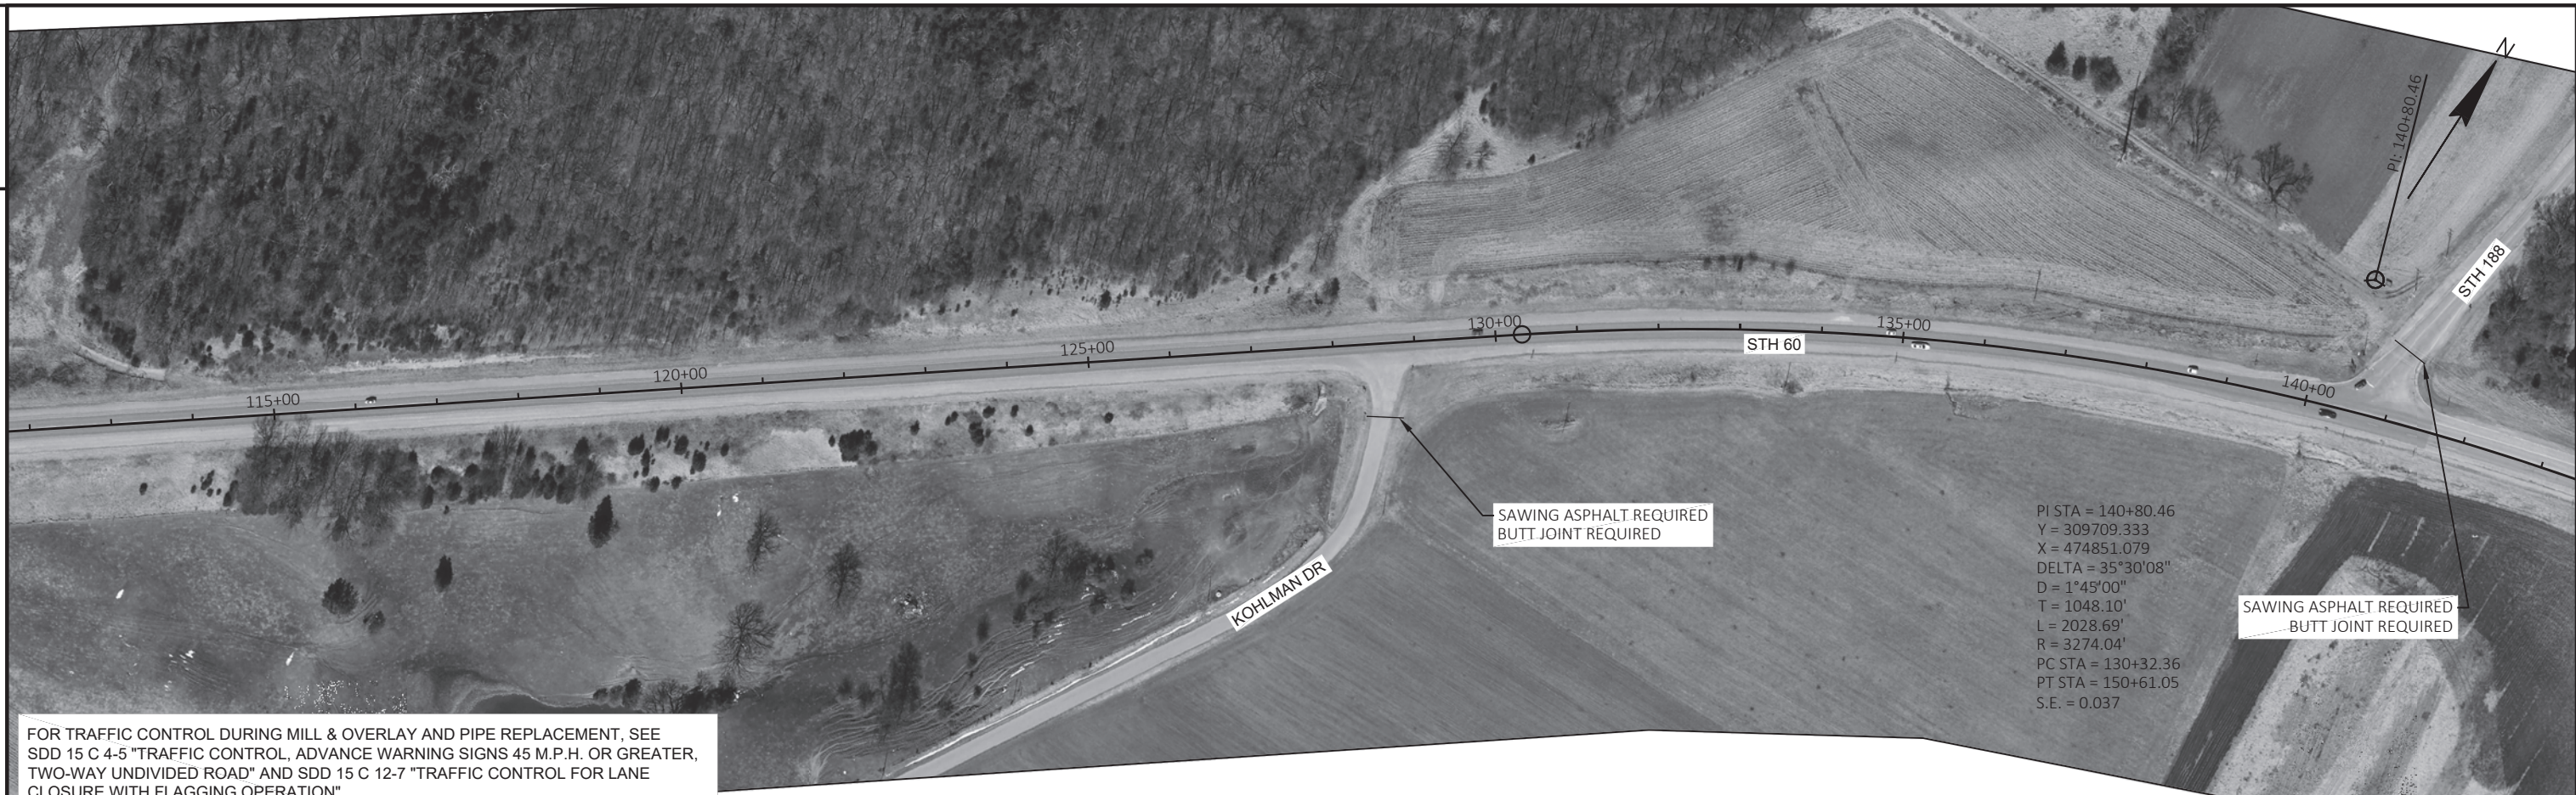 N
PI: 140+80.46
STH 188
115+00
120+00
125+00
130+00
135+00
140+00
STH 60
KOHLMAN DR
SAWING ASPHALT REQUIRED
BUTT JOINT REQUIRED
PI STA = 140+80.46
Y = 309709.333
X = 474851.079
DELTA = 35°30'08"
D = 1°45'00"
T = 1048.10'
L = 2028.69'
R = 3274.04'
PC STA = 130+32.36
PT STA = 150+61.05
S.E. = 0.037
SAWING ASPHALT REQUIRED
BUTT JOINT REQUIRED
FOR TRAFFIC CONTROL DURING MILL & OVERLAY AND PIPE REPLACEMENT, SEE
SDD 15 C 4-5 "TRAFFIC CONTROL, ADVANCE WARNING SIGNS 45 M.P.H. OR GREATER,
TWO-WAY UNDIVIDED ROAD" AND SDD 15 C 12-7 "TRAFFIC CONTROL FOR LANE
CLOSURE WITH FLAGGING OPERATION"